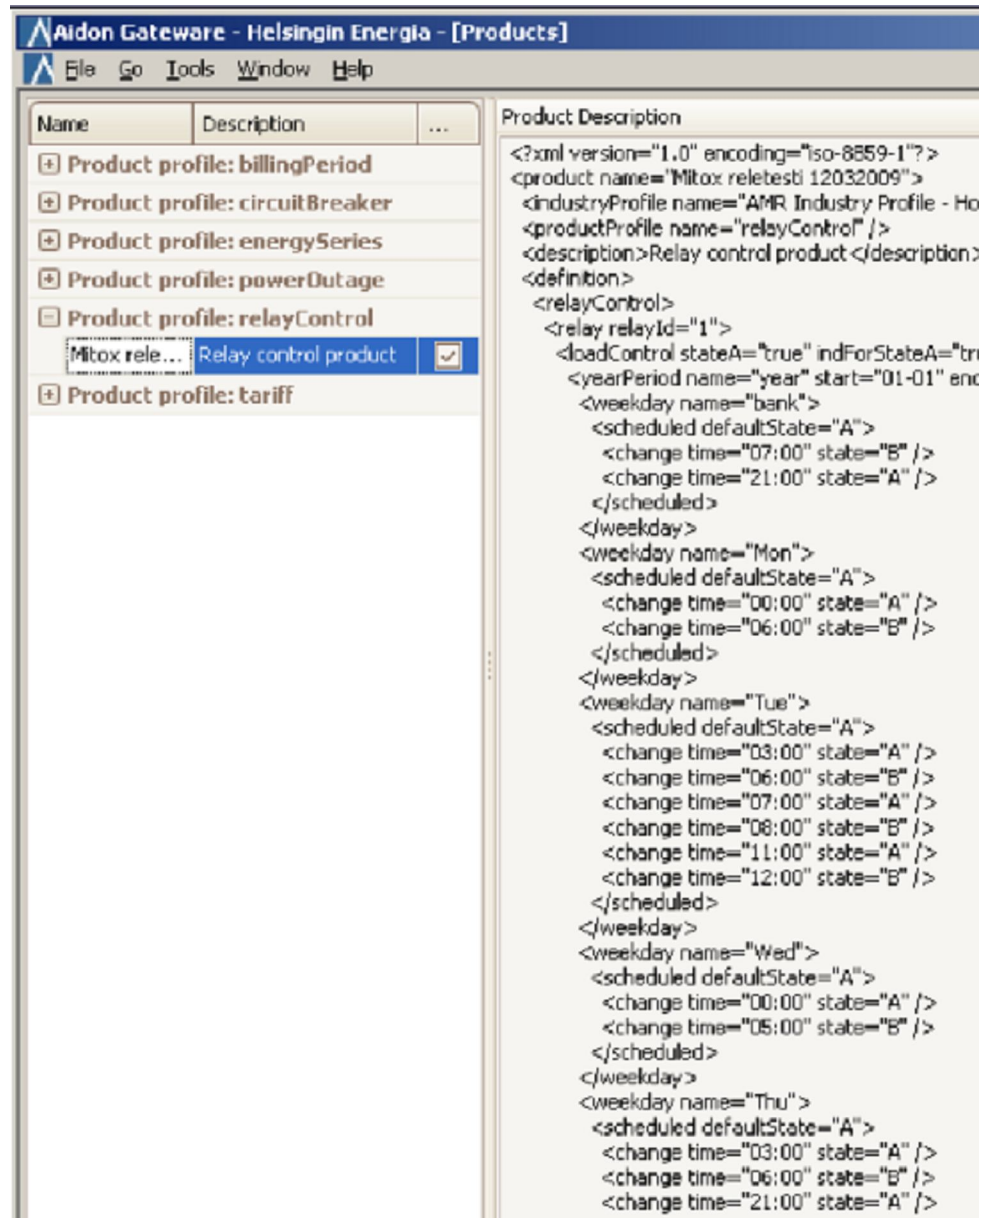 Aidon Gateware - Helsingin Energia - [Products]
File Go Tools Window Help
Name Description ...
Product profile: billingPeriod
Product profile: circuitBreaker
Product profile: energySeries
Product profile: powerOutage
Product profile: relayControl
Mitox rele... Relay control product
Product profile: tariff
Product Description
<?xml version="1.0" encoding="iso-8859-1"?>
<product name="Mitox reletesti 12032009">
<industryProfile name="AMR Industry Profile - Ho
<productProfile name="relayControl" />
<description>Relay control product</description>
<definition>
<relayControl>
<relay relayId="1">
<loadControl stateA="true" indForStateA="tr
<yearPeriod name="year" start="01-01" enc
<weekday name="bank">
<scheduled defaultState="A">
<change time="07:00" state="B" />
<change time="21:00" state="A" />
</scheduled>
</weekday>
<weekday name="Mon">
<scheduled defaultState="A">
<change time="00:00" state="A" />
<change time="06:00" state="B" />
</scheduled>
</weekday>
<weekday name="Tue">
<scheduled defaultState="A">
<change time="03:00" state="A" />
<change time="06:00" state="B" />
<change time="07:00" state="A" />
<change time="08:00" state="B" />
<change time="11:00" state="A" />
<change time="12:00" state="B" />
</scheduled>
</weekday>
<weekday name="Wed">
<scheduled defaultState="A">
<change time="00:00" state="A" />
<change time="05:00" state="B" />
</scheduled>
</weekday>
<weekday name="Thu">
<scheduled defaultState="A">
<change time="03:00" state="A" />
<change time="06:00" state="B" />
<change time="21:00" state="A" />